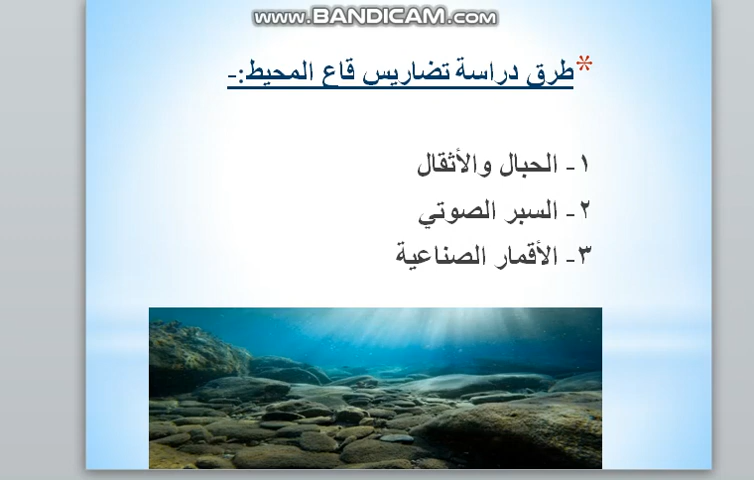 www.BANDICAM.com
*طرق دراسة تضاريس قاع المحيط:-
١- الحبال والأثقال
٢- السبر الصوتي
٣- الأقمار الصناعية